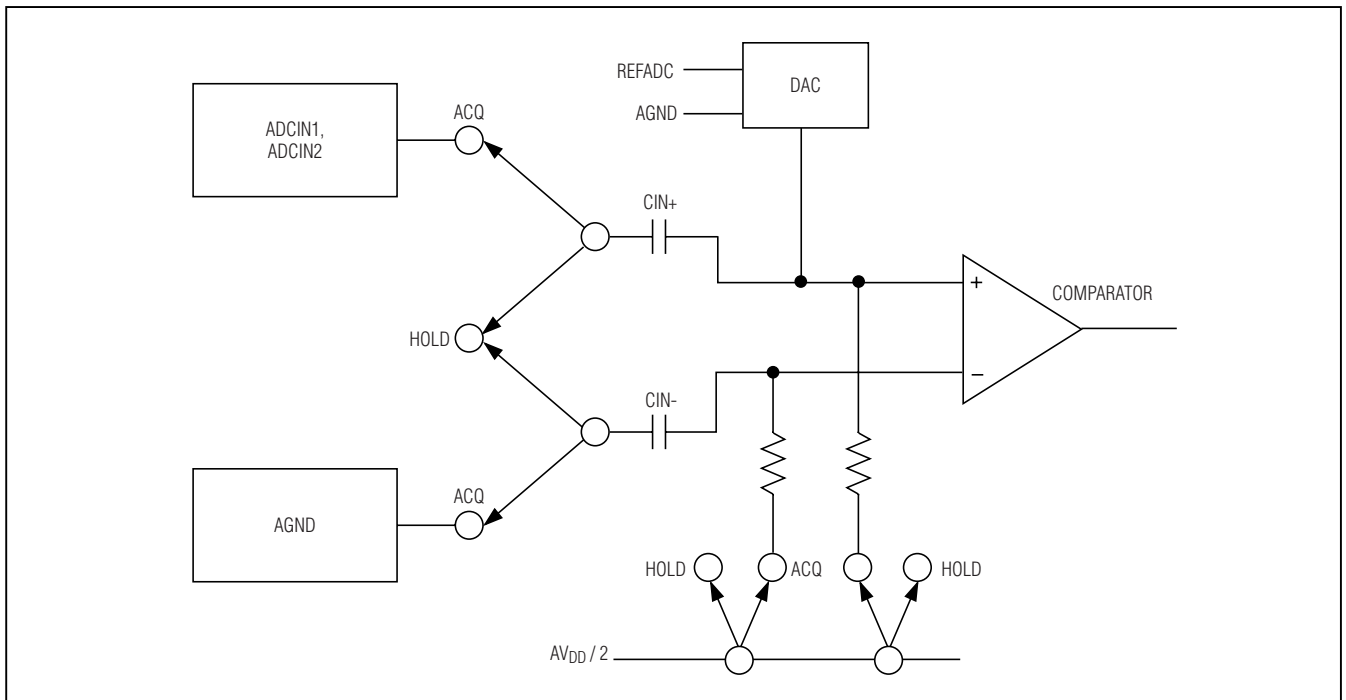 REFADC
AGND
DAC
ADCIN1,
ADCIN2
ACQ
CIN+
HOLD
+
COMPARATOR
−
CIN-
AGND
ACQ
HOLD
ACQ
HOLD
AVDD / 2